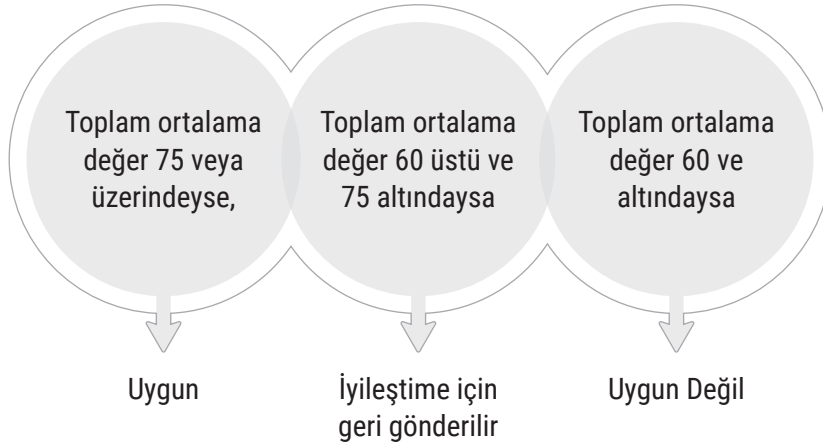 Toplam ortalama
değer 75 veya
üzerindeyse,
Toplam ortalama
değer 60 üstü ve
75 altındaysa
Toplam ortalama
değer 60 ve
altındaysa
Uygun
İyileştime için
geri gönderilir
Uygun Değil